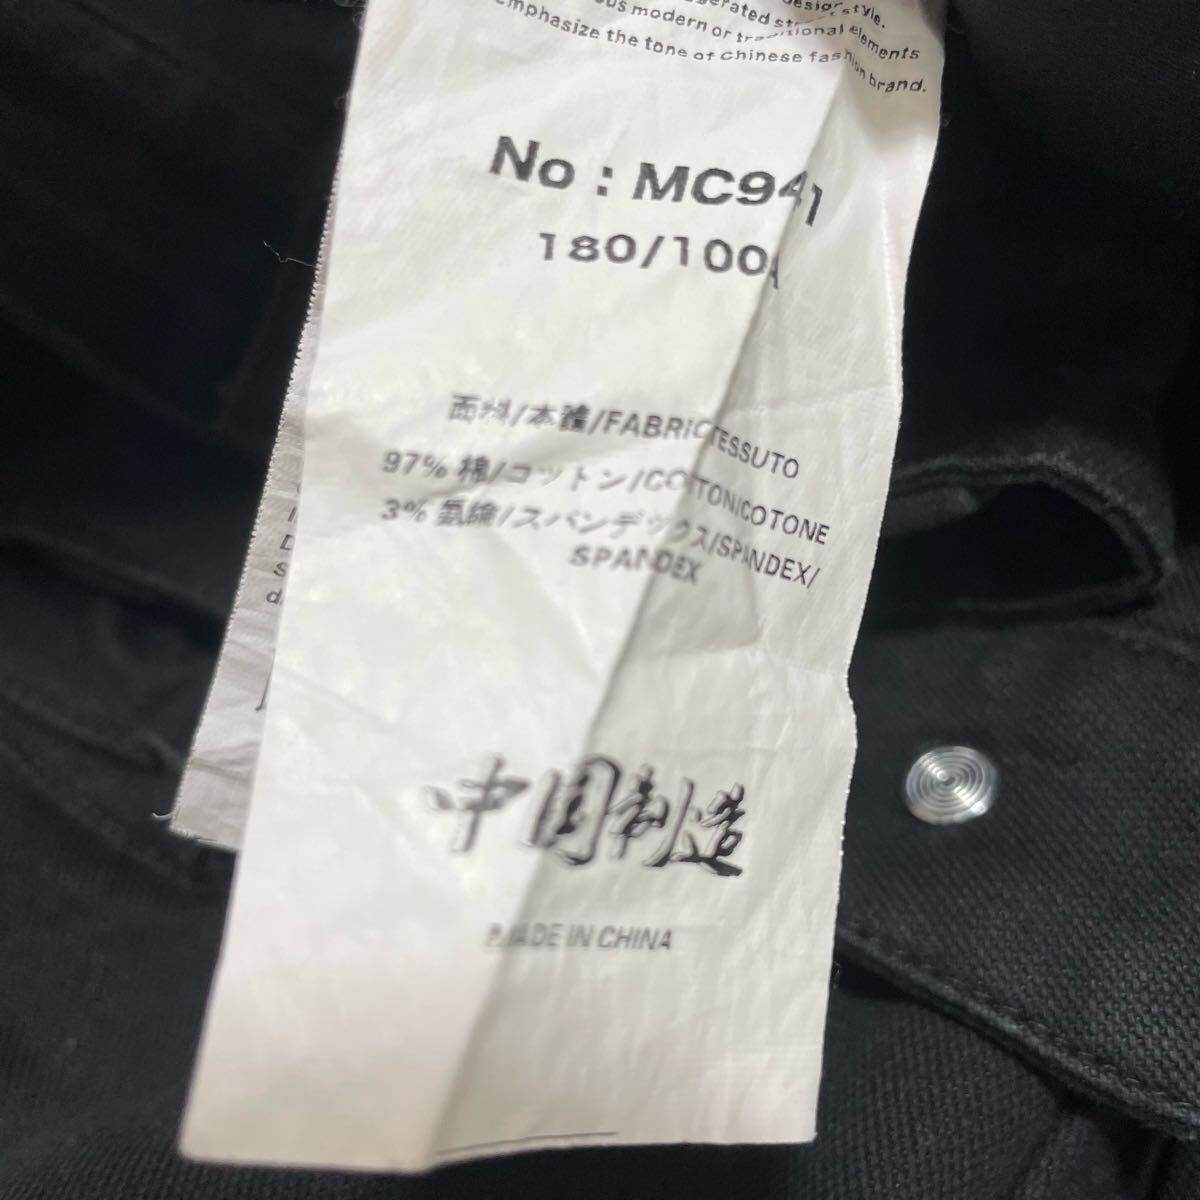 design style.
us modern or traditional elements
emphasize the tone of chinese fashion brand.
No : MC941
180/100A
面料/本體/FABRIC/TESSUTO
97% 棉/コットン/COTTON/COTONE
3% 氨綸/スパンデックス/SPANDEX/
SPANDEX
中国制造
MADE IN CHINA